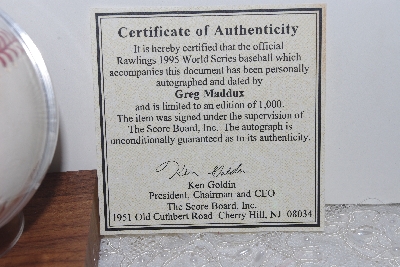 Certificate of Authenticity
It is hereby certified that the official
Rawlings 1995 World Series baseball which
accompanies this document has been personally
autographed and dated by
Greg Maddux
and is limited to an edition of 1,000.
The item was signed under the supervision of
The Score Board, Inc. The autograph is
unconditionally guaranteed as to its authenticity.
Ken Goldin
Ken Goldin
President, Chairman and CEO
The Score Board, Inc.
1951 Old Cuthbert Road Cherry Hill, NJ 08034